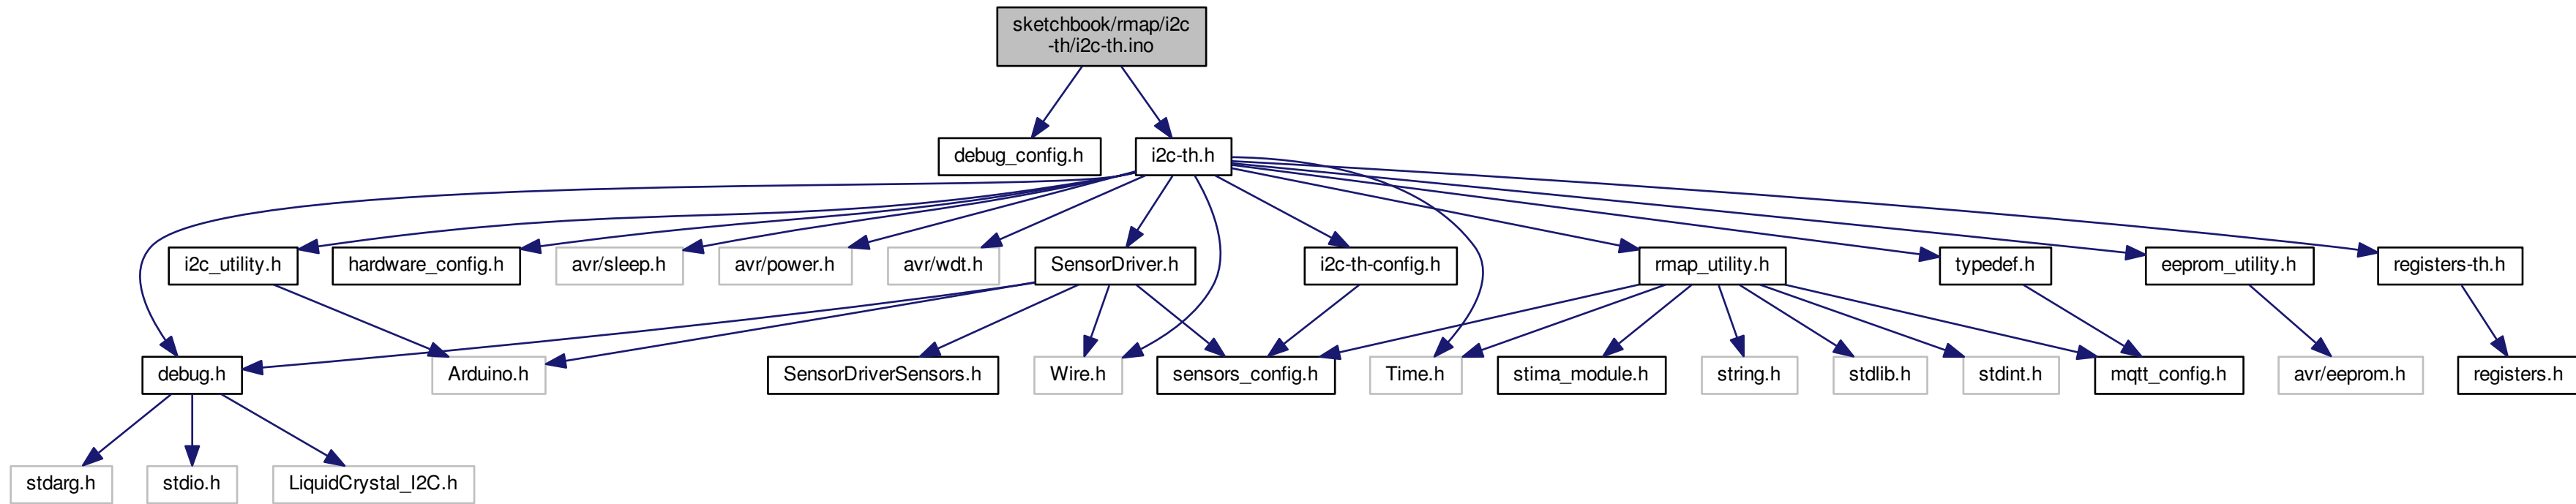 sketchbook/rmap/i2c
-th/i2c-th.ino
debug_config.h
i2c-th.h
i2c_utility.h
hardware_config.h
avr/sleep.h
avr/power.h
avr/wdt.h
SensorDriver.h
i2c-th-config.h
rmap_utility.h
typedef.h
eeprom_utility.h
registers-th.h
debug.h
Arduino.h
SensorDriverSensors.h
Wire.h
sensors_config.h
Time.h
stima_module.h
string.h
stdlib.h
stdint.h
mqtt_config.h
avr/eeprom.h
registers.h
stdarg.h
stdio.h
LiquidCrystal_I2C.h